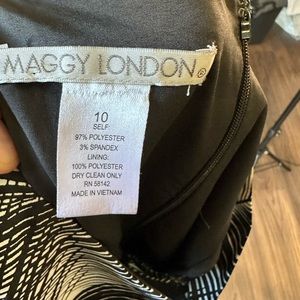 MAGGY LONDON®
10
SELF:
97% POLYESTER
3% SPANDEX
LINING:
100% POLYESTER
DRY CLEAN ONLY
RN 58142
MADE IN VIETNAM